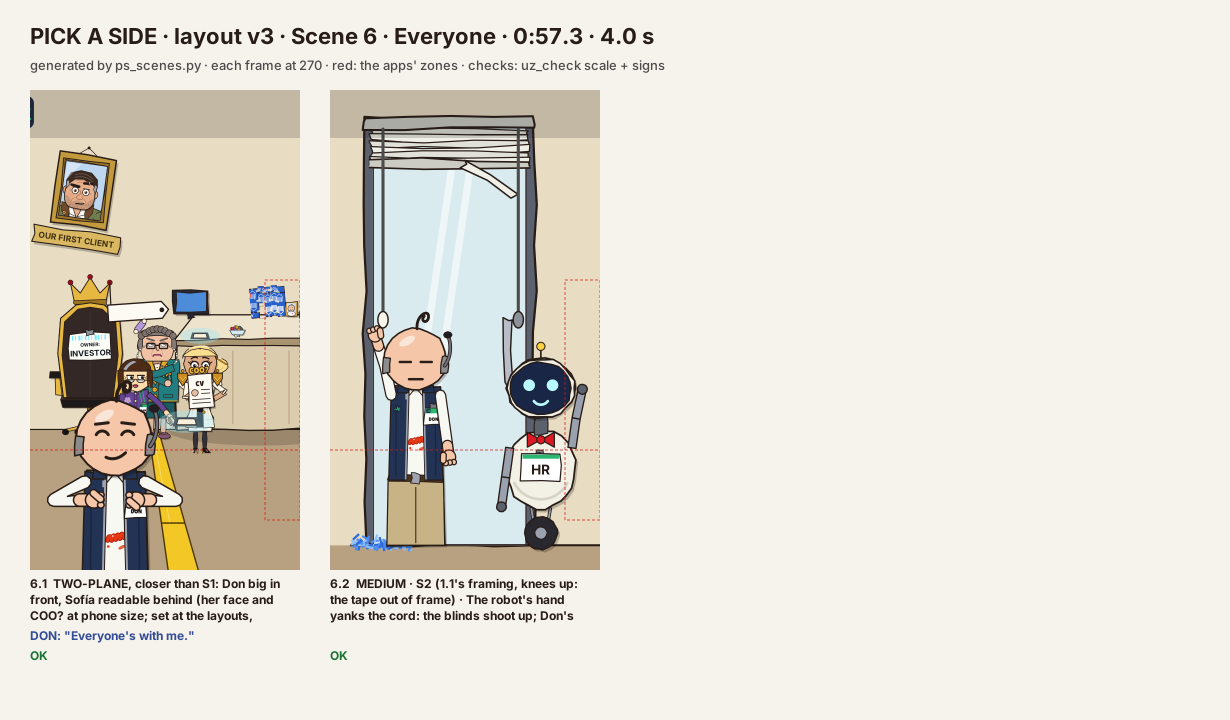 PICK A SIDE · layout v3 · Scene 6 · Everyone · 0:57.3 · 4.0 s
generated by ps_scenes.py · each frame at 270 · red: the apps' zones · checks: uz_check scale + signs
OUR FIRST CLIENT
OWNER:
INVESTOR
COO?
CV
DON
DON
HR
6.1 TWO-PLANE, closer than S1: Don big in
front, Sofía readable behind (her face and
COO? at phone size; set at the layouts,
DON: "Everyone's with me."
OK
6.2 MEDIUM · S2 (1.1's framing, knees up:
the tape out of frame) · The robot's hand
yanks the cord: the blinds shoot up; Don's
OK